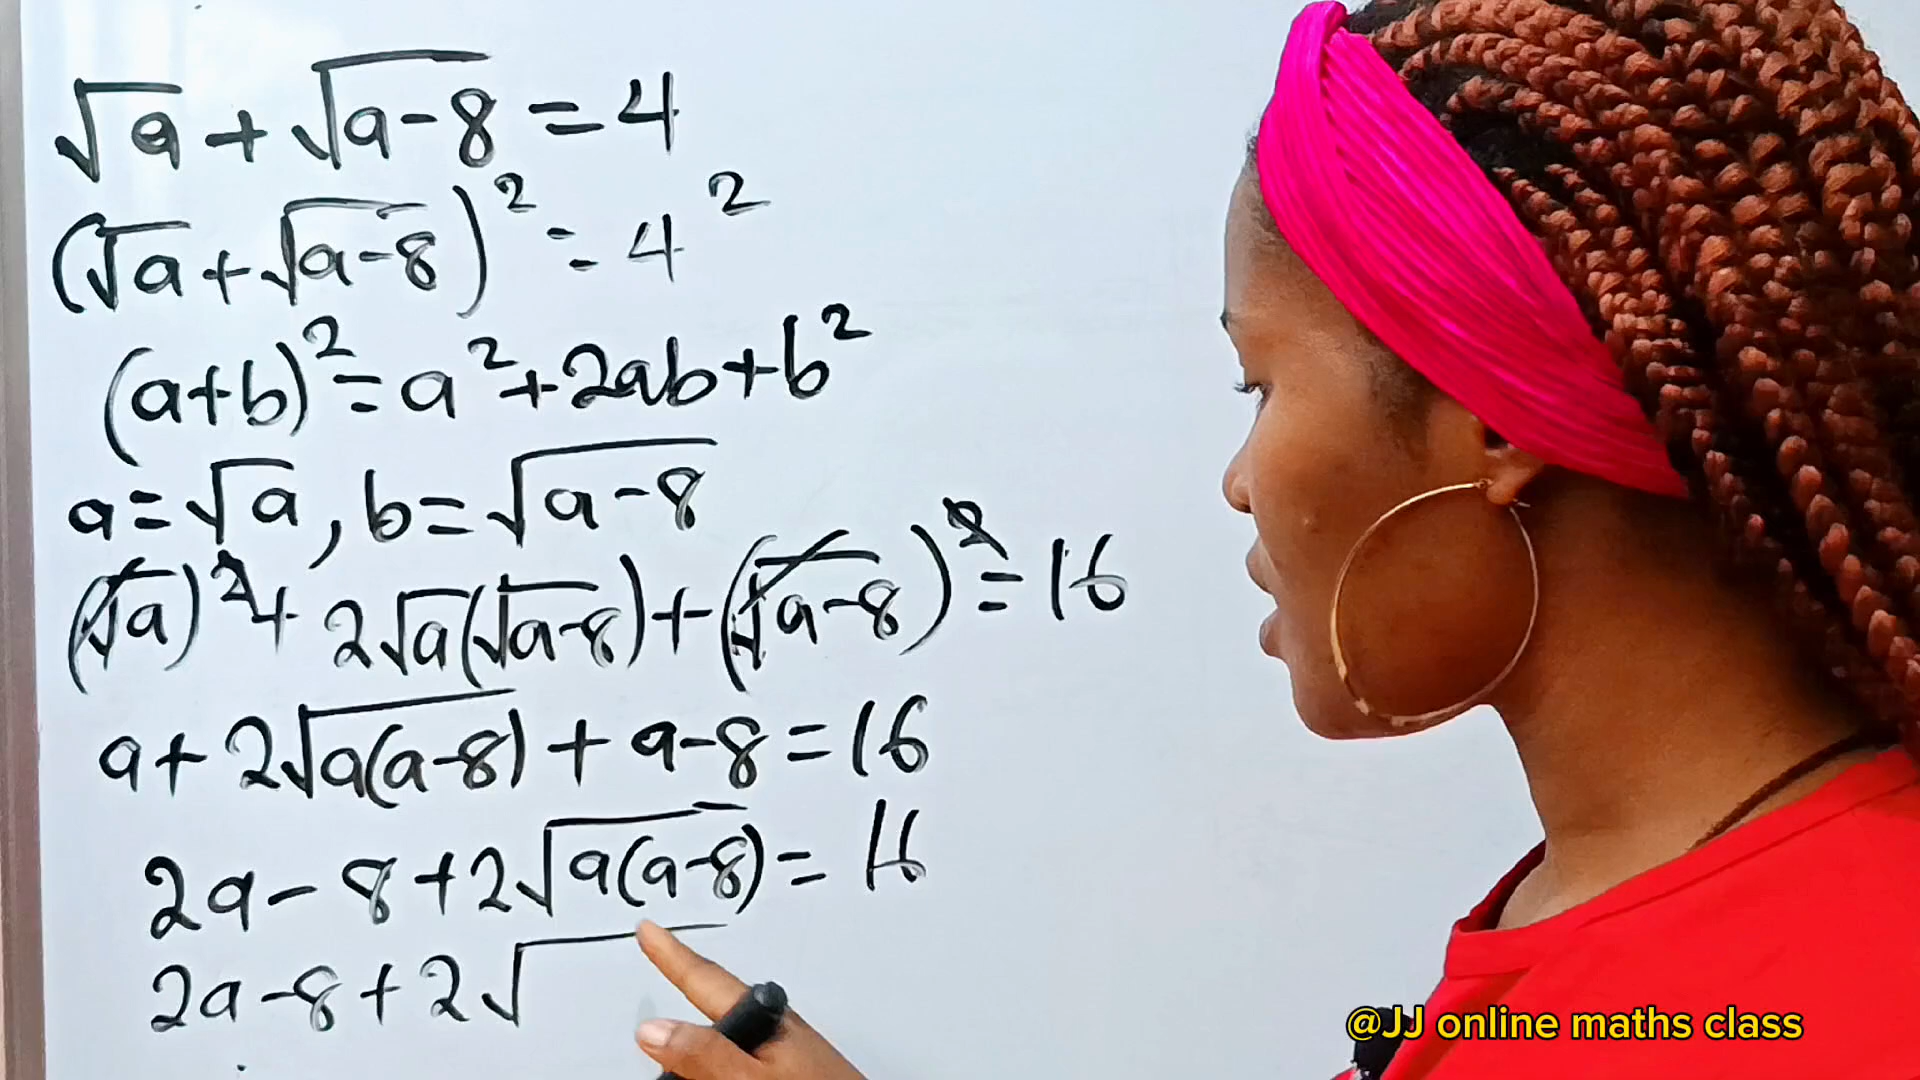 √a + √(a-8) = 4
(√a + √(a-8))² = 4²
(a+b)² = a² + 2ab + b²
a = √a, b = √(a-8)
(√a)² + 2√a(√(a-8)) + (√(a-8))² = 16
a + 2√(a(a-8)) + a-8 = 16
2a - 8 + 2√(a(a-8)) = 16
2a - 8 + 2√
@JJ online maths class